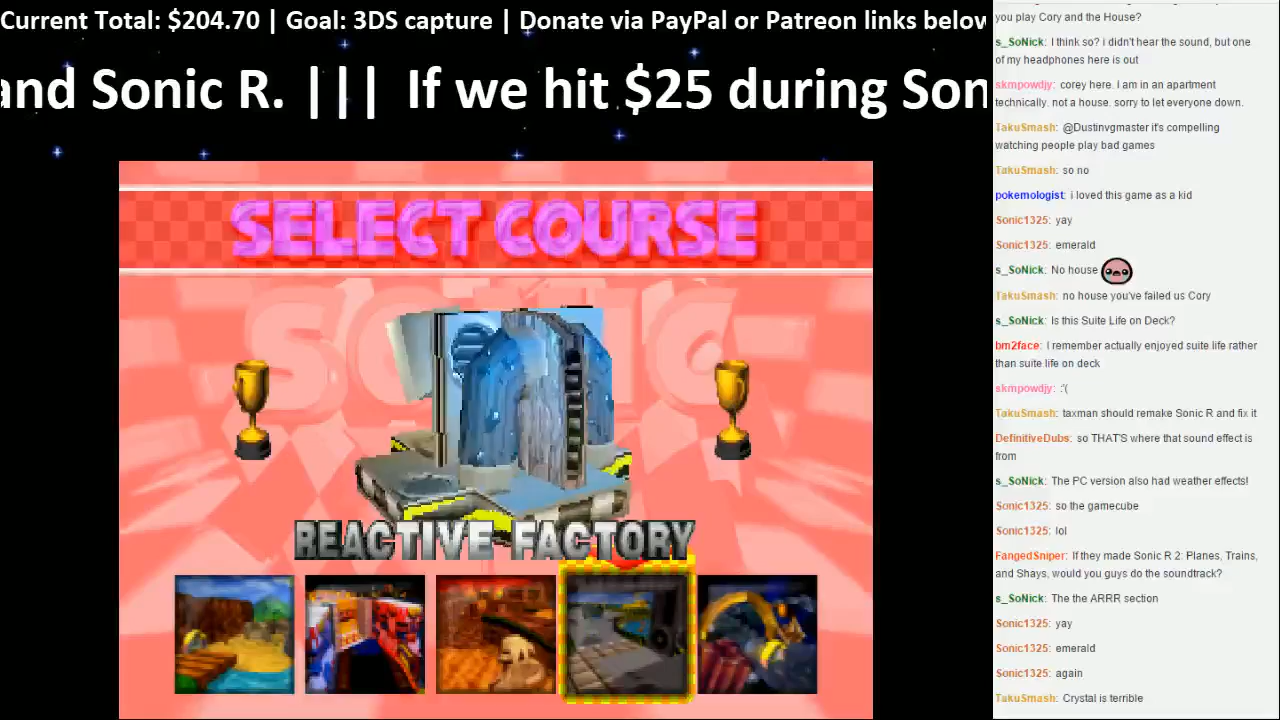 Current Total: $204.70 | Goal: 3DS capture | Donate via PayPal or Patreon links below
and Sonic R. ||| If we hit $25 during Son
SELECT COURSE
SONIC
REACTIVE FACTORY
you play Cory and the House?
s_SoNick: I think so? i didn't hear the sound, but one
of my headphones here is out
skmpowdjy: corey here. I am in an apartment
technically. not a house. sorry to let everyone down.
TakuSmash: @Dustinvgmaster it's compelling
watching people play bad games
TakuSmash: so no
pokemologist: i loved this game as a kid
Sonic1325: yay
Sonic1325: emerald
s_SoNick: No house
TakuSmash: no house you've failed us Cory
s_SoNick: Is this Suite Life on Deck?
bm2face: I remember actually enjoyed suite life rather
than suite life on deck
skmpowdjy: :'(
TakuSmash: taxman should remake Sonic R and fix it
DefinitiveDubs: so THAT'S where that sound effect is
from
s_SoNick: The PC version also had weather effects!
Sonic1325: so the gamecube
Sonic1325: lol
FangedSniper: If they made Sonic R 2: Planes, Trains,
and Shays, would you guys do the soundtrack?
s_SoNick: The the ARRR section
Sonic1325: yay
Sonic1325: emerald
Sonic1325: again
TakuSmash: Crystal is terrible